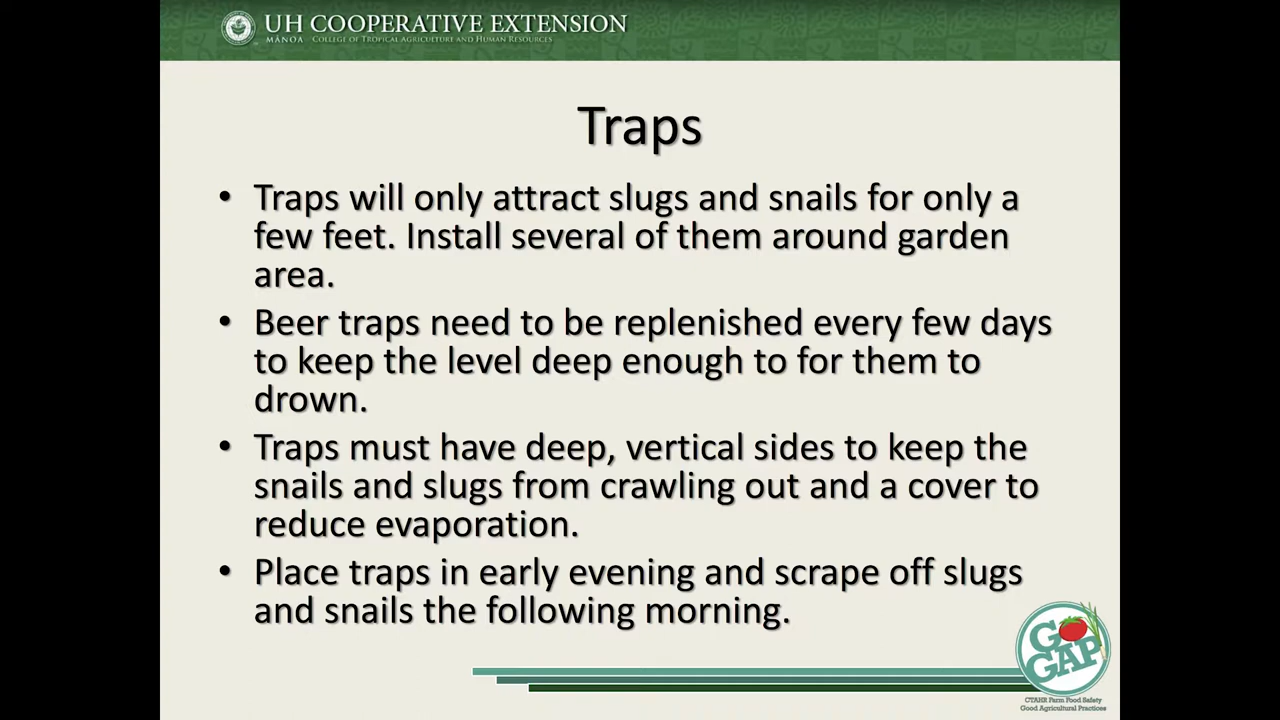 UH COOPERATIVE EXTENSION
MĀNOA COLLEGE OF TROPICAL AGRICULTURE AND HUMAN RESOURCES
Traps
• Traps will only attract slugs and snails for only a
few feet. Install several of them around garden
area.
• Beer traps need to be replenished every few days
to keep the level deep enough to for them to
drown.
• Traps must have deep, vertical sides to keep the
snails and slugs from crawling out and a cover to
reduce evaporation.
• Place traps in early evening and scrape off slugs
and snails the following morning.
GO
GAP
CTAHR Farm Food Safety
Good Agricultural Practices